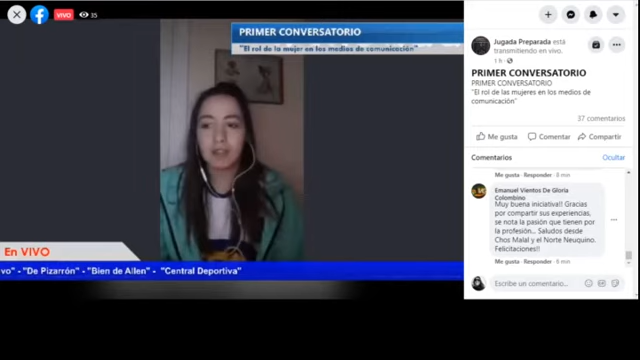 VIVO
35
PRIMER CONVERSATORIO
"El rol de la mujer en los medios de comunicación"
En VIVO
vo" - "De Pizarrón" - "Bien de Allen" - "Central Deportiva"
Jugada Preparada está
transmitiendo en vivo.
1 h ·
PRIMER CONVERSATORIO
PRIMER CONVERSATORIO
"El rol de las mujeres en los medios de
comunicación"
37 comentarios
Me gusta Comentar Compartir
Comentarios Ocultar
Me gusta · Responder · 8 min
Emanuel Vientos De Gloria
Colombino
Muy buena iniciativa!! Gracias
por compartir sus experiencias,
se nota la pasión que tienen por
la profesión... Saludos desde
Chos Malal y el Norte Neuquino.
Felicitaciones!!
Me gusta · Responder · 6 min
Escribe un comentario...